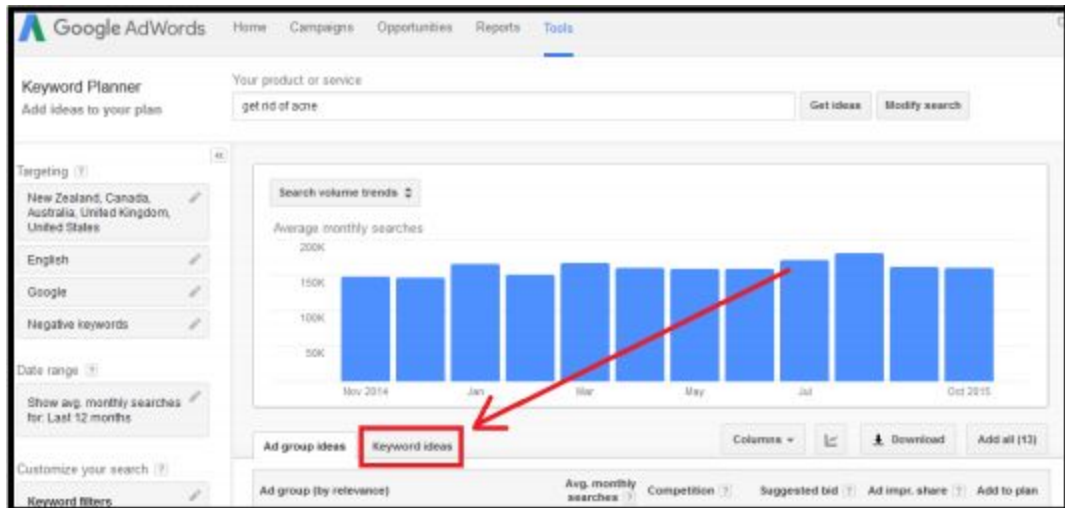 Google AdWords
Home Campaigns Opportunities Reports Tools
Keyword Planner
Add ideas to your plan
Your product or service
get rid of acne
Get ideas Modify search
Targeting ?
New Zealand, Canada,
Australia, United Kingdom,
United States
English
Google
Negative keywords
Date range ?
Show avg. monthly searches
for: Last 12 months
Customize your search ?
Keyword filters
Search volume trends
Average monthly searches
200K
150K
100K
50K
Nov 2014 Jan Mar May Jul Oct 2015
Ad group ideas Keyword ideas
Columns Download Add all (13)
Ad group (by relevance) Avg. monthly searches ? Competition ? Suggested bid ? Ad impr. share ? Add to plan